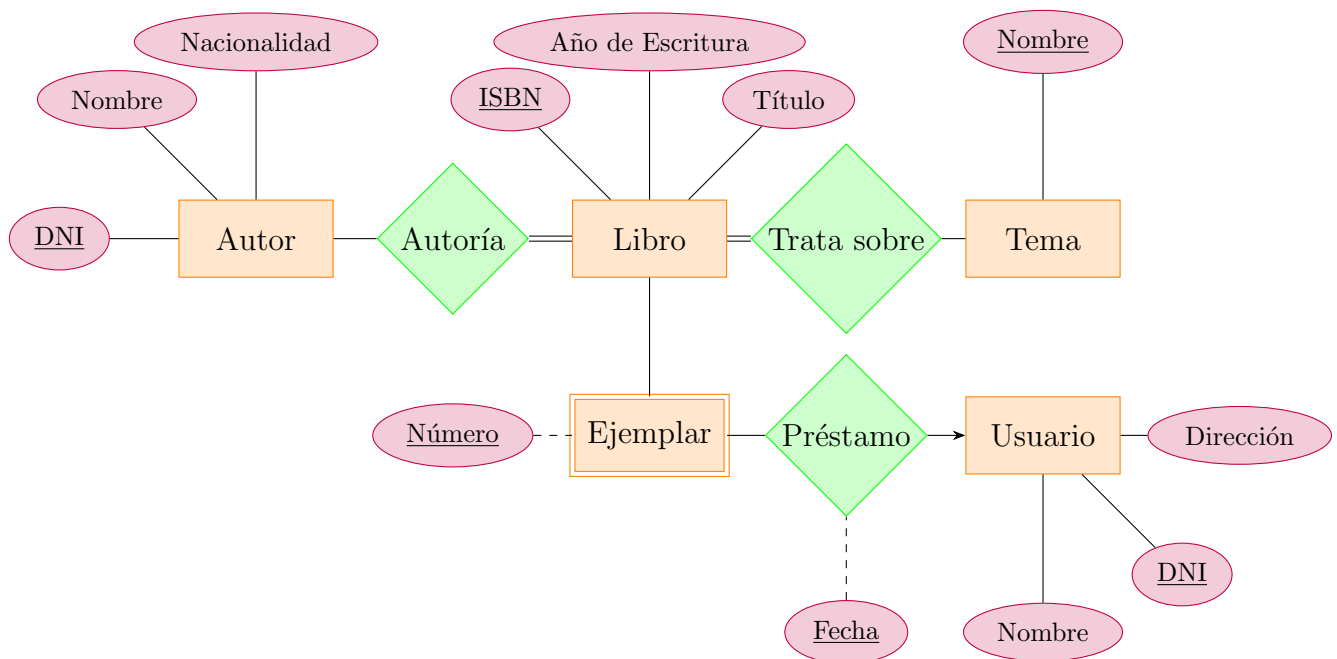 Nacionalidad
Año de Escritura
Nombre
Nombre
ISBN
Título
DNI
Autor
Autoría
Libro
Trata sobre
Tema
Número
Ejemplar
Préstamo
Usuario
Dirección
DNI
Fecha
Nombre